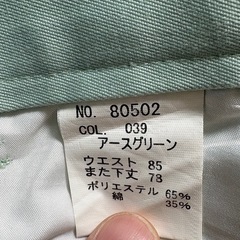 NO. 80502
COL. 039
アースグリーン
ウエスト 85
また下丈 78
ポリエステル 65%
綿 35%